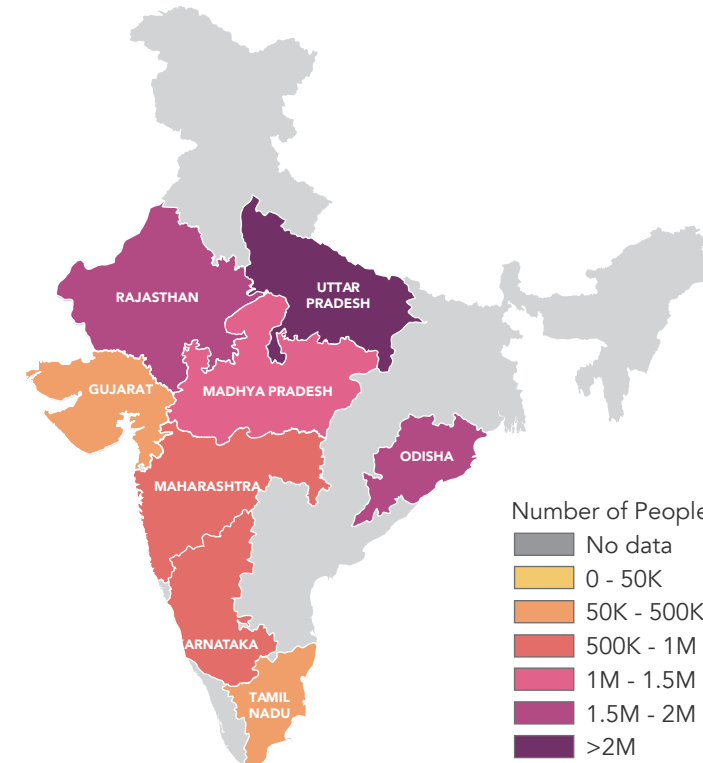 UTTAR
PRADESH
RAJASTHAN
GUJARAT
MADHYA PRADESH
ODISHA
MAHARASHTRA
ARNATAKA
TAMIL
NADU
Number of People
No data
0 - 50K
50K - 500K
500K - 1M
1M - 1.5M
1.5M - 2M
>2M